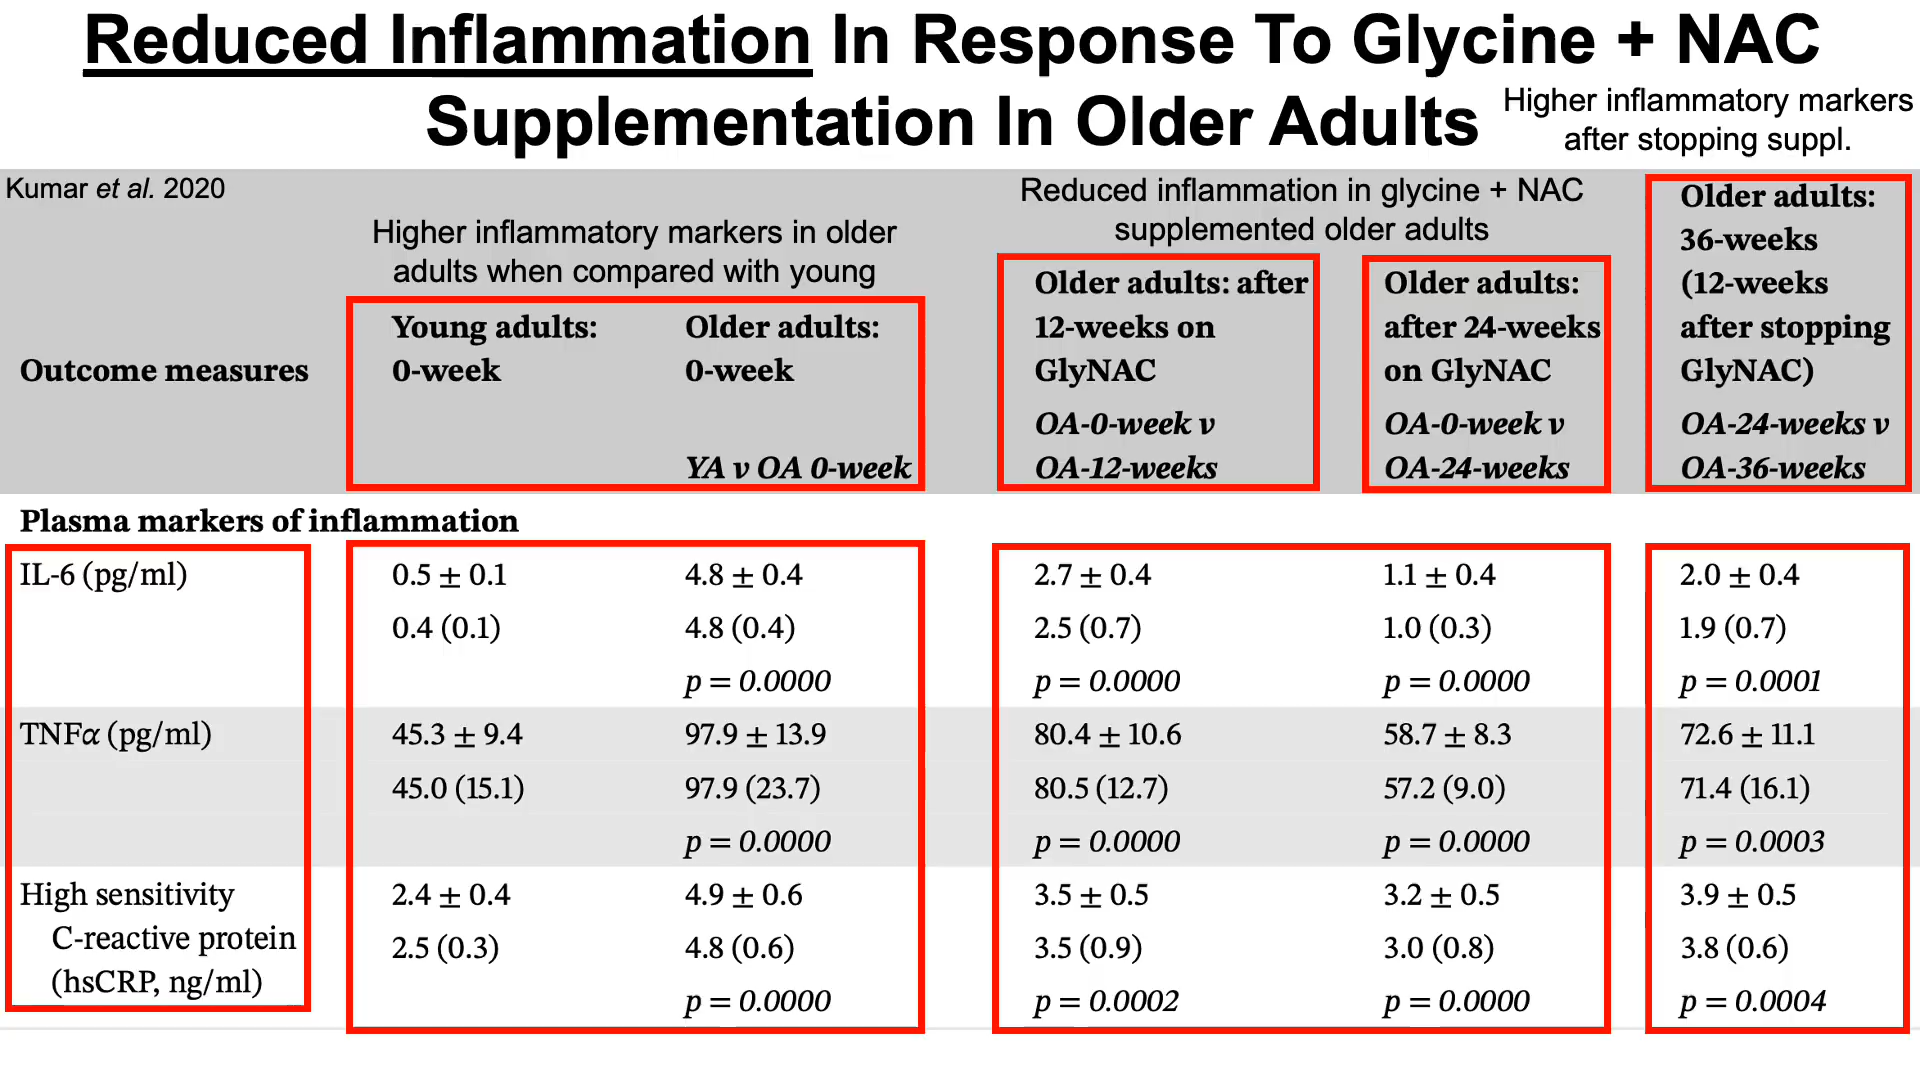 Reduced Inflammation In Response To Glycine + NAC
Supplementation In Older Adults
Higher inflammatory markers
after stopping suppl.
Kumar et al. 2020
Higher inflammatory markers in older
adults when compared with young
Reduced inflammation in glycine + NAC
supplemented older adults
Outcome measures
Young adults:
0-week
Older adults:
0-week
YA v OA 0-week
Older adults: after
12-weeks on
GlyNAC
OA-0-week v
OA-12-weeks
Older adults:
after 24-weeks
on GlyNAC
OA-0-week v
OA-24-weeks
Older adults:
36-weeks
(12-weeks
after stopping
GlyNAC)
OA-24-weeks v
OA-36-weeks
Plasma markers of inflammation
IL-6 (pg/ml) 0.5 ± 0.1 4.8 ± 0.4 2.7 ± 0.4 1.1 ± 0.4 2.0 ± 0.4
0.4 (0.1) 4.8 (0.4) 2.5 (0.7) 1.0 (0.3) 1.9 (0.7)
p = 0.0000 p = 0.0000 p = 0.0000 p = 0.0001
TNFα (pg/ml) 45.3 ± 9.4 97.9 ± 13.9 80.4 ± 10.6 58.7 ± 8.3 72.6 ± 11.1
45.0 (15.1) 97.9 (23.7) 80.5 (12.7) 57.2 (9.0) 71.4 (16.1)
p = 0.0000 p = 0.0000 p = 0.0000 p = 0.0003
High sensitivity 2.4 ± 0.4 4.9 ± 0.6 3.5 ± 0.5 3.2 ± 0.5 3.9 ± 0.5
C-reactive protein 2.5 (0.3) 4.8 (0.6) 3.5 (0.9) 3.0 (0.8) 3.8 (0.6)
(hsCRP, ng/ml) p = 0.0000 p = 0.0002 p = 0.0000 p = 0.0004